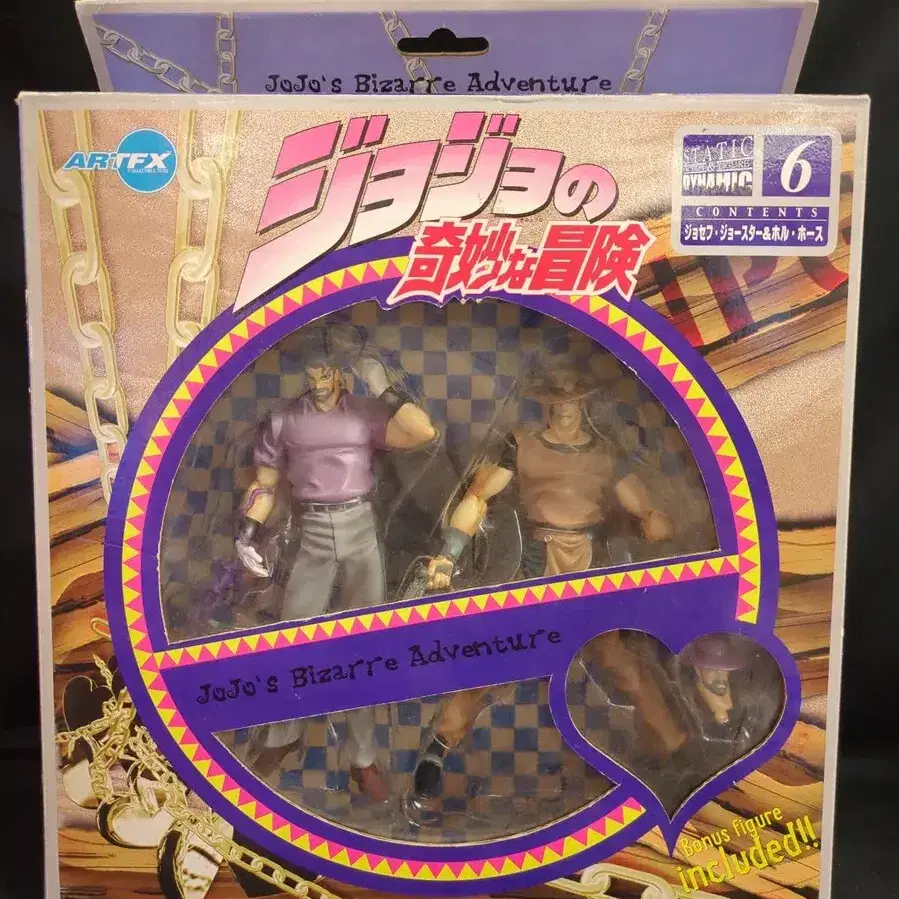 JoJo's Bizarre Adventure
ARTFX
ジョジョの
奇妙な冒険
STATIC
DYNAMIC
6
CONTENTS
ジョセフ・ジョースター&ホル・ホース
JoJo's Bizarre Adventure
Bonus figure
included!!